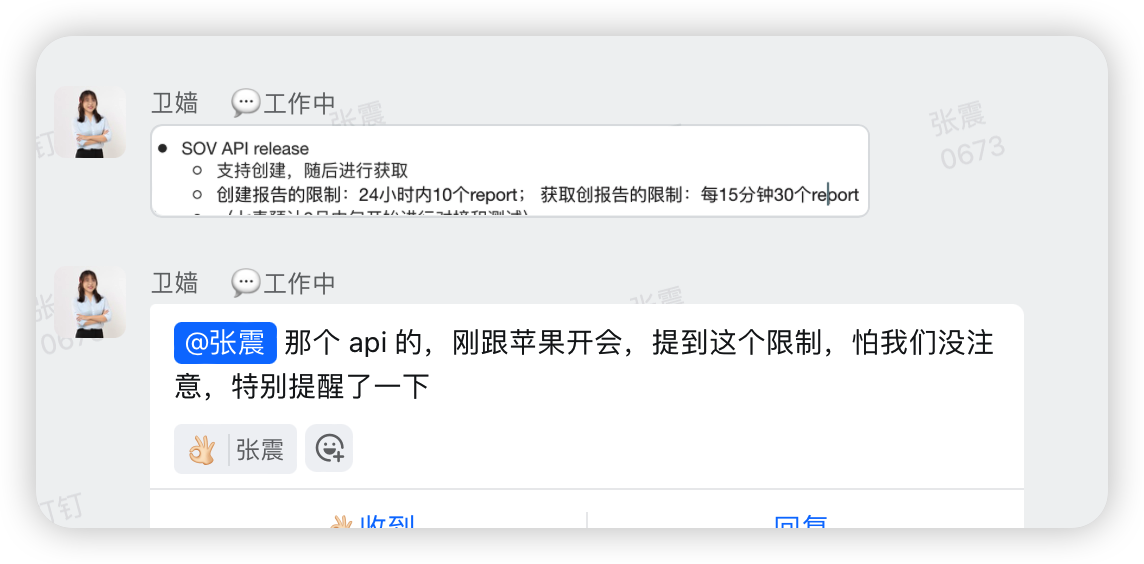 卫嫱 💬工作中
张震
张震
0673
钉
• SOV API release
○ 支持创建，随后进行获取
○ 创建报告的限制：24小时内10个report； 获取创报告的限制：每15分钟30个report
卫嫱 💬工作中
张
张震
@张震 那个 api 的，刚跟苹果开会，提到这个限制，怕我们没注
意，特别提醒了一下
👌🏻 张震
钉
👌🏻 收到 回复